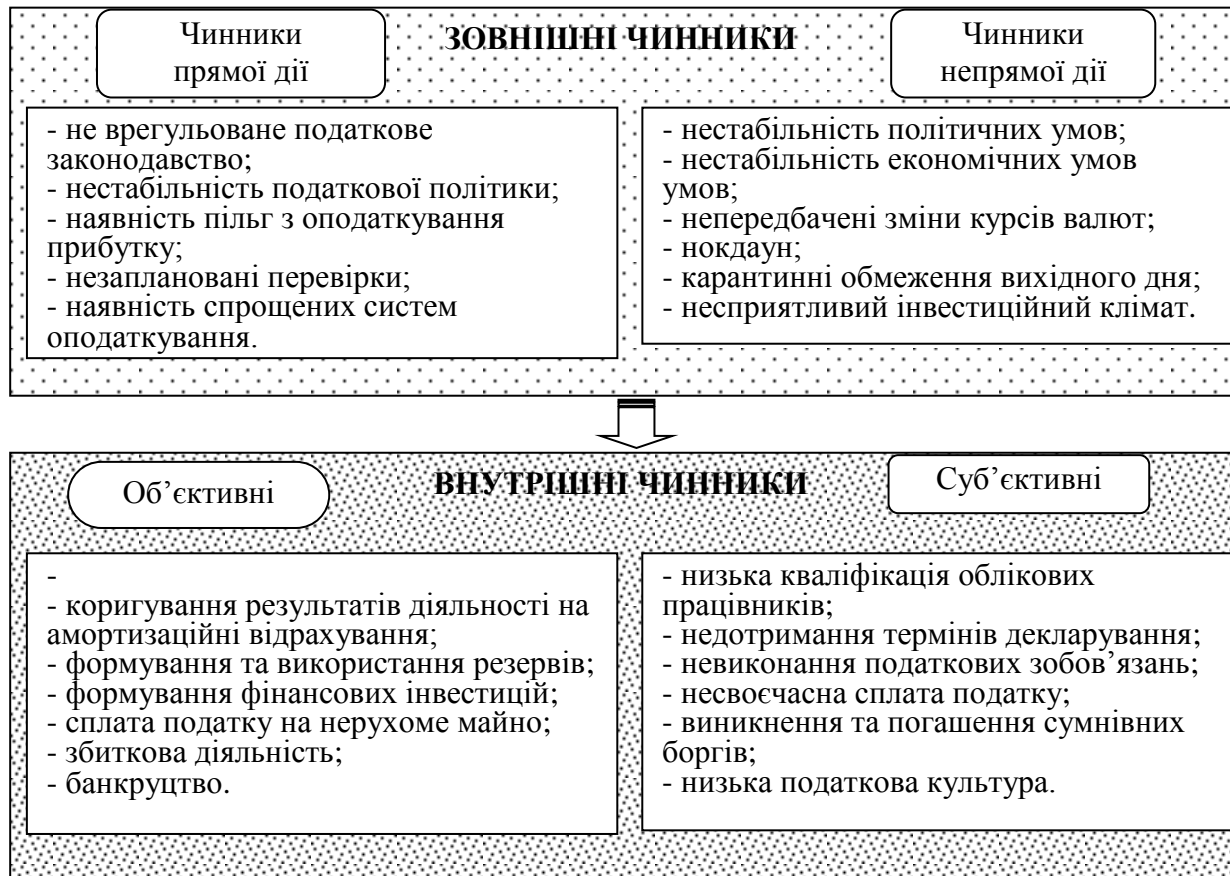 Чинники
прямої дії
ЗОВНІШНІ ЧИННИКИ
Чинники
непрямої дії
- не врегульоване податкове
законодавство;
- нестабільність податкової політики;
- наявність пільг з оподаткування
прибутку;
- незаплановані перевірки;
- наявність спрощених систем
оподаткування.
- нестабільність політичних умов;
- нестабільність економічних умов
умов;
- непередбачені зміни курсів валют;
- нокдаун;
- карантинні обмеження вихідного дня;
- несприятливий інвестиційний клімат.
Об’єктивні
ВНУТРІШНІ ЧИННИКИ
Суб’єктивні
-
- коригування результатів діяльності на
амортизаційні відрахування;
- формування та використання резервів;
- формування фінансових інвестицій;
- сплата податку на нерухоме майно;
- збиткова діяльність;
- банкруцтво.
- низька кваліфікація облікових
працівників;
- недотримання термінів декларування;
- невиконання податкових зобов’язань;
- несвоєчасна сплата податку;
- виникнення та погашення сумнівних
боргів;
- низька податкова культура.